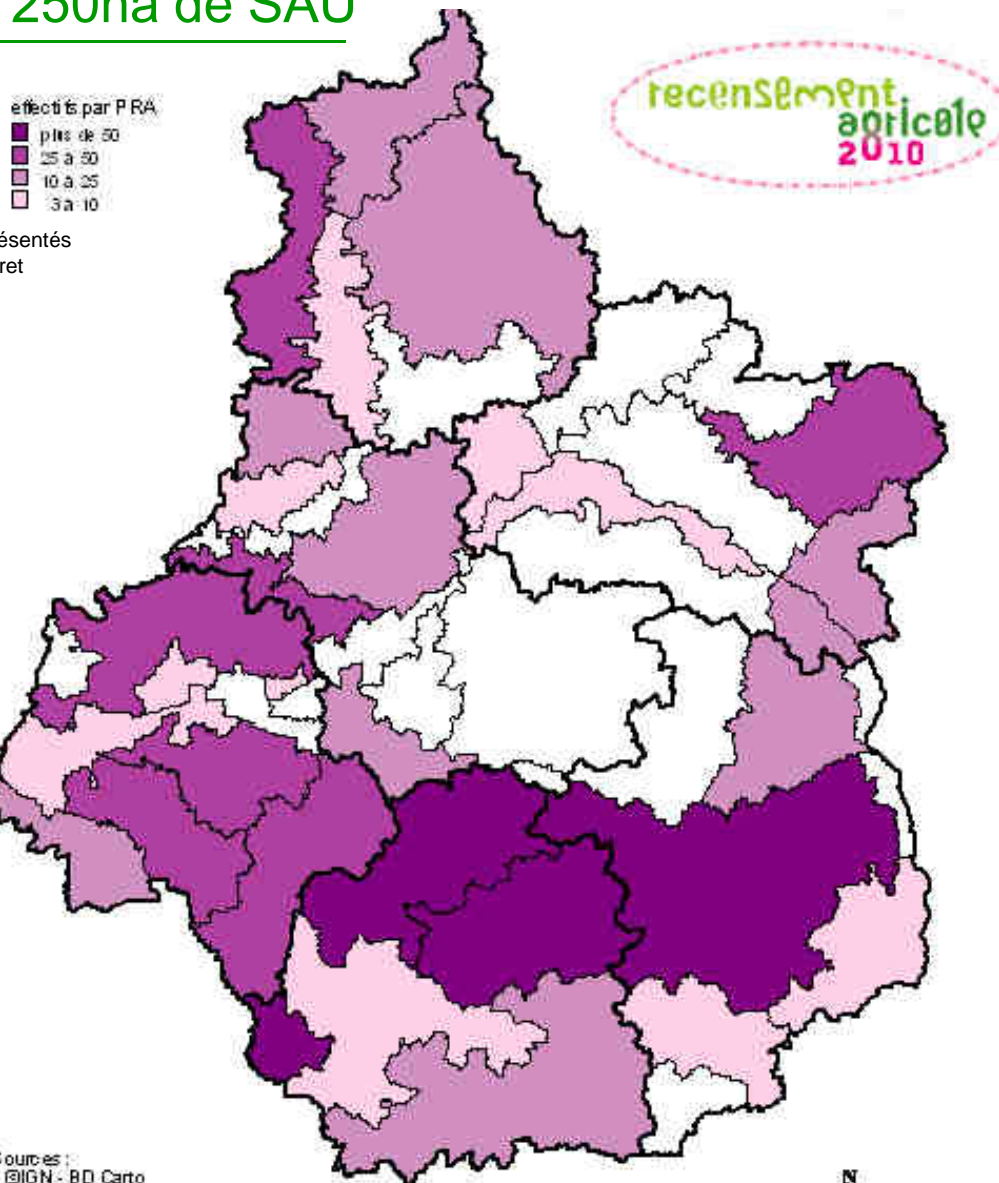 250ha de SAU
effectifs par PRA
plus de 50
25 à 50
10 à 25
3 à 10
ésentés
ret
recensement
agricole
2010
ources :
©IGN - BD Carto
N